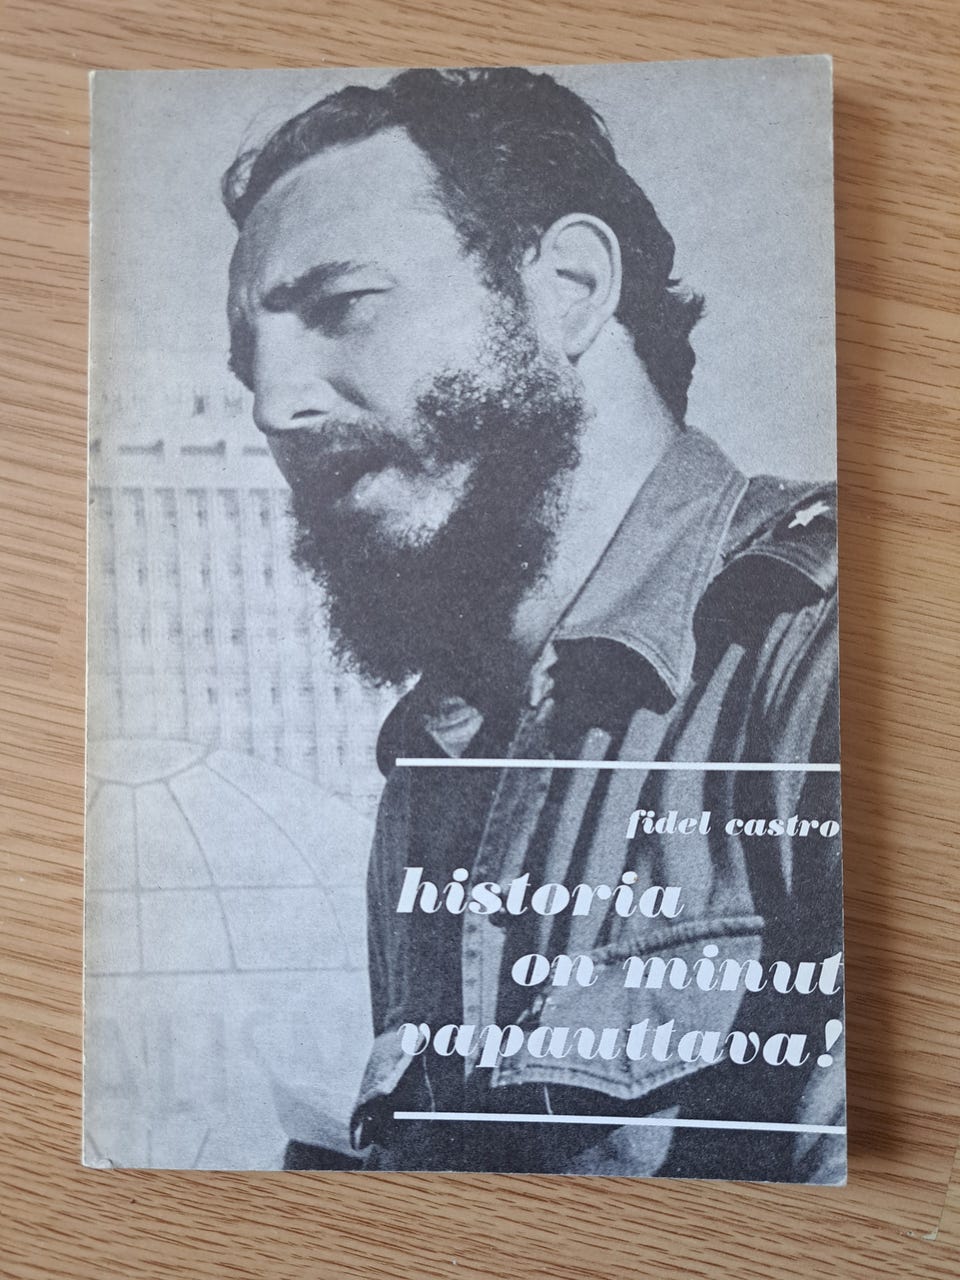 fidel castro
historia
on minut
vapauttava!